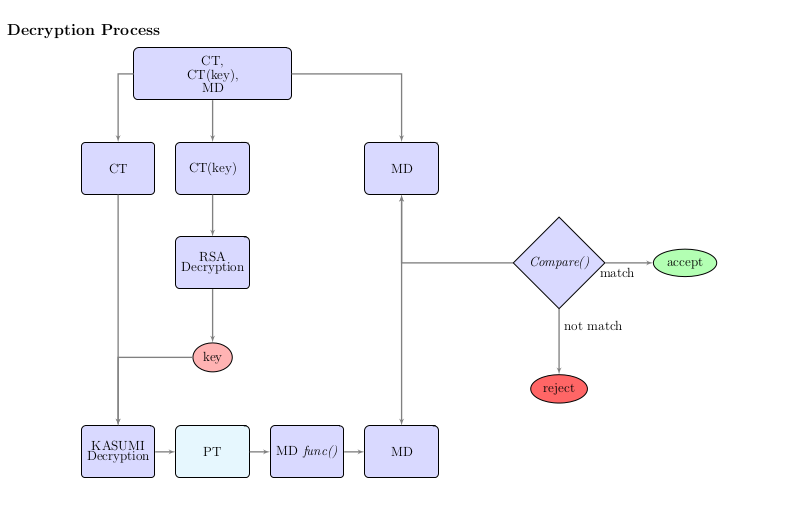 Decryption Process
CT,
CT(key),
MD
CT
CT(key)
MD
RSA
Decryption
Compare()
accept
match
not match
key
reject
KASUMI
Decryption
PT
MD func()
MD